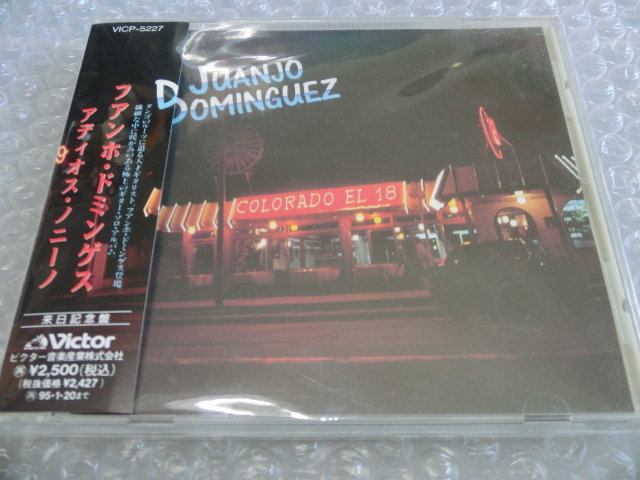 VICP-5227
ファンホ・ドミンゲス
アディオス・ノニーノ
来日記念盤
Victor
ビクター音楽産業株式会社
¥2,500(税込)
(税抜価格 ¥2,427)
95・1・20まで
JUANJO
DOMINGUEZ
COLORADO EL 18